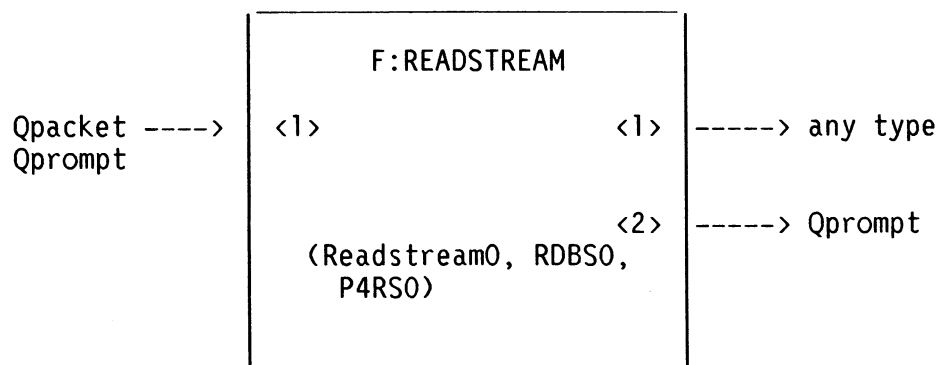 F:READSTREAM
Qpacket ----> <1> <1> -----> any type
Qprompt
<2> -----> Qprompt
(Readstream0, RDBS0,
P4RS0)